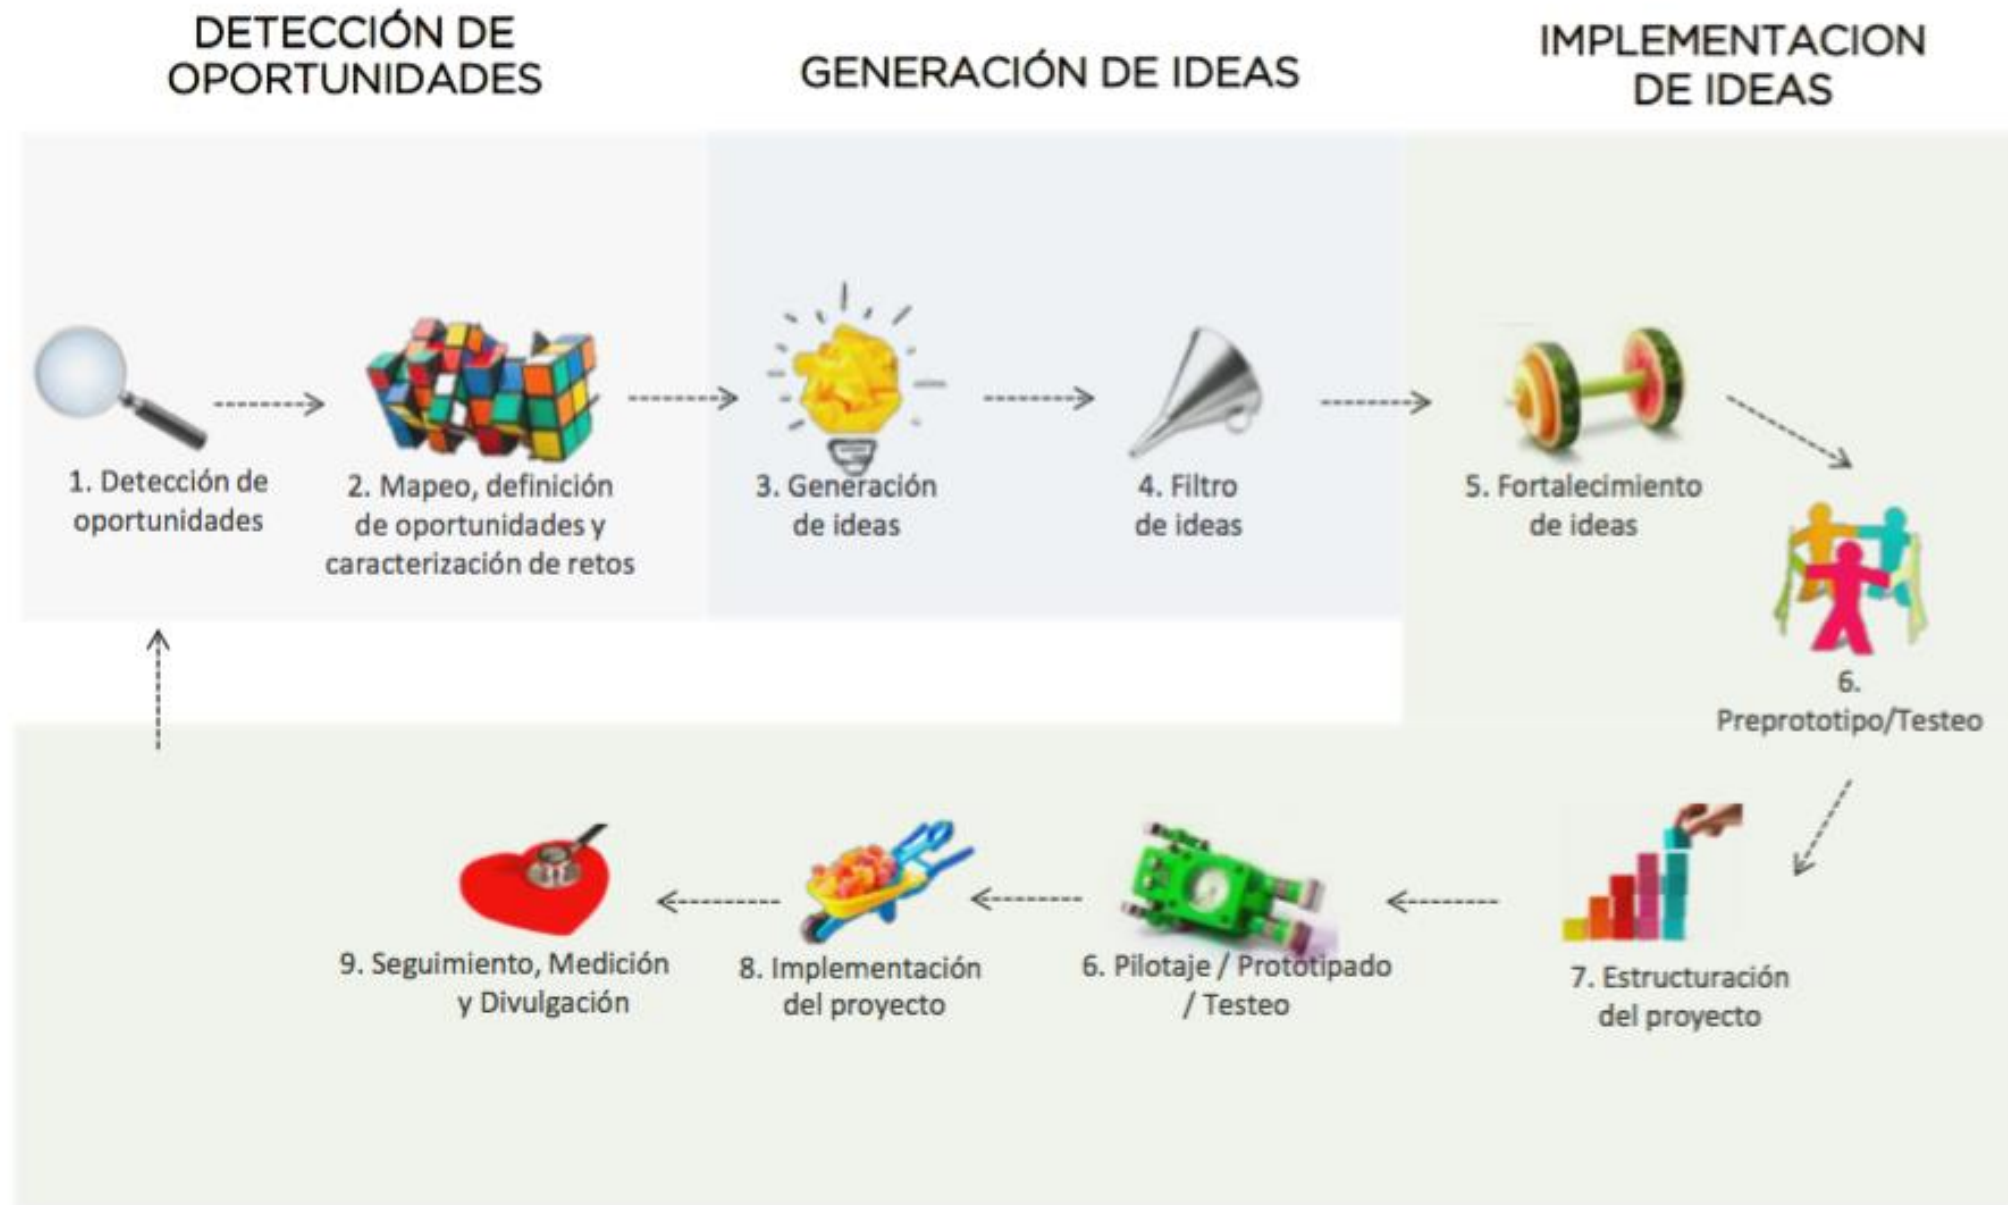 DETECCIÓN DE
OPORTUNIDADES
GENERACIÓN DE IDEAS
IMPLEMENTACION
DE IDEAS
1. Detección de
oportunidades
2. Mapeo, definición
de oportunidades y
caracterización de retos
3. Generación
de ideas
4. Filtro
de ideas
5. Fortalecimiento
de ideas
6.
Preprototipo/Testeo
7. Estructuración
del proyecto
6. Pilotaje / Prototipado
/ Testeo
8. Implementación
del proyecto
9. Seguimiento, Medición
y Divulgación